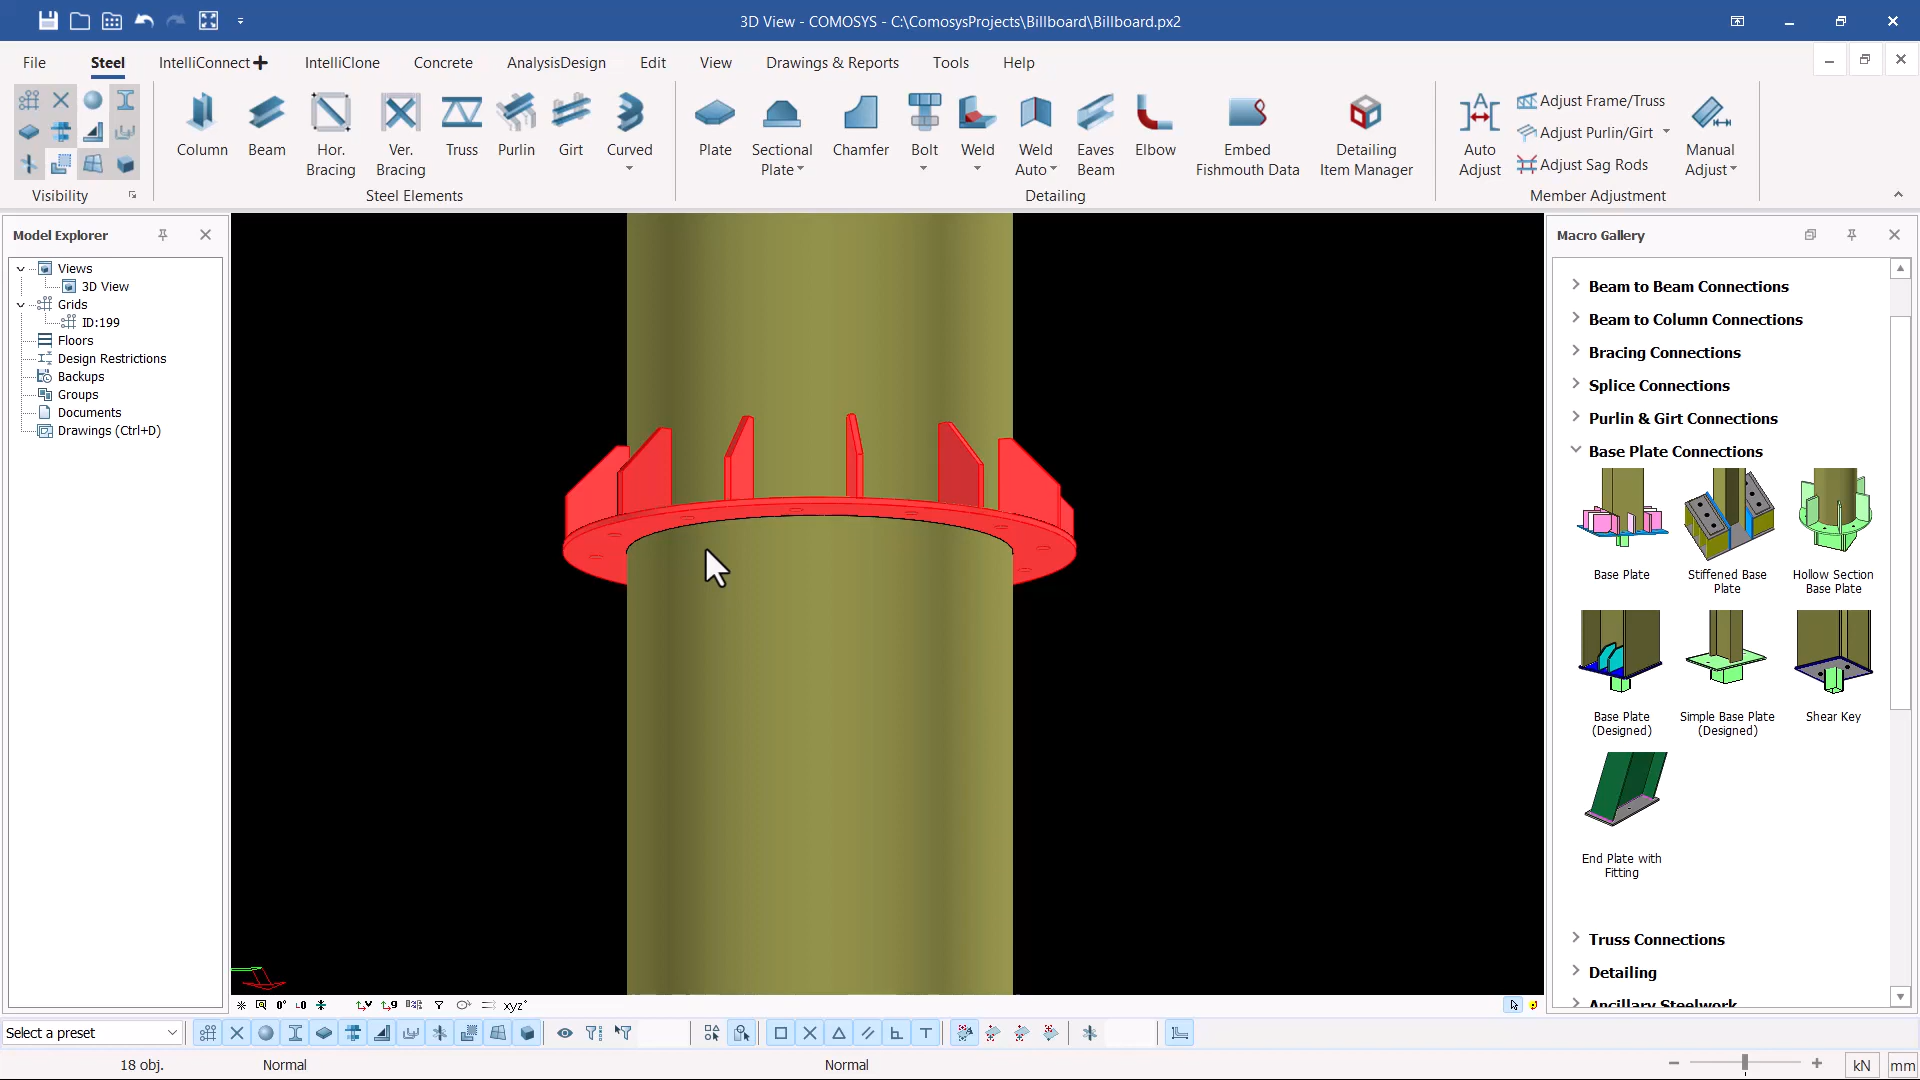 3D View - COMOSYS - C:\ComosysProjects\Billboard\Billboard.px2
File
Steel
IntelliConnect
IntelliClone
Concrete
AnalysisDesign
Edit
View
Drawings & Reports
Tools
Help
Visibility
Column
Beam
Hor.
Bracing
Ver.
Bracing
Truss
Purlin
Girt
Curved
Steel Elements
Plate
Sectional
Plate
Chamfer
Bolt
Weld
Weld
Auto
Eaves
Beam
Elbow
Embed
Fishmouth Data
Detailing
Item Manager
Detailing
Auto
Adjust
Adjust Frame/Truss
Adjust Purlin/Girt
Adjust Sag Rods
Manual
Adjust
Member Adjustment
Model Explorer
Views
3D View
Grids
ID:199
Floors
Design Restrictions
Backups
Groups
Documents
Drawings (Ctrl+D)
Macro Gallery
Beam to Beam Connections
Beam to Column Connections
Bracing Connections
Splice Connections
Purlin & Girt Connections
Base Plate Connections
Base Plate
Stiffened Base
Plate
Hollow Section
Base Plate
Base Plate
(Designed)
Simple Base Plate
(Designed)
Shear Key
End Plate with
Fitting
Truss Connections
Detailing
Ancillary Steelwork
xyz
Select a preset
18 obj.
Normal
Normal
kN
mm